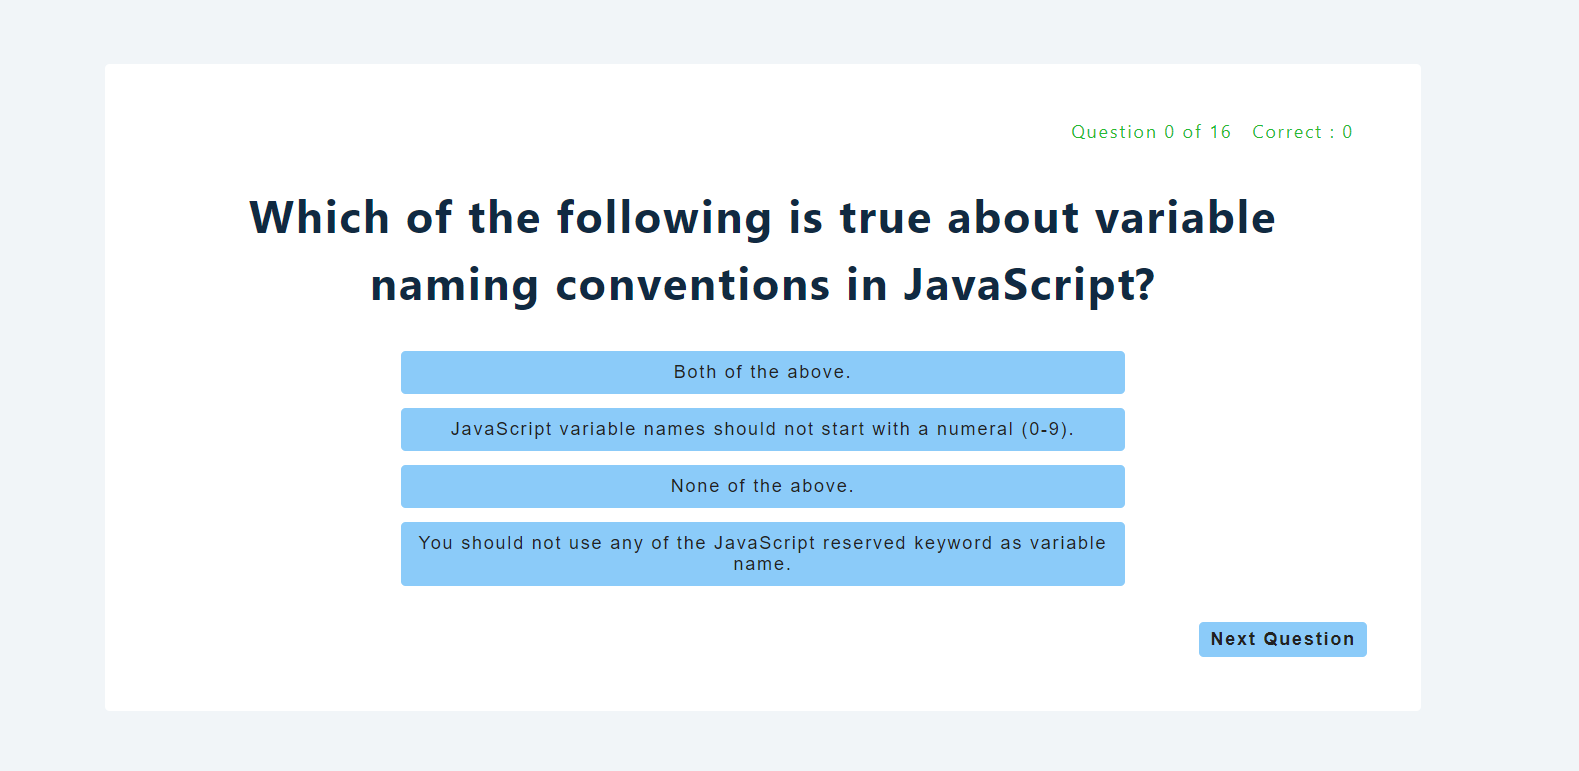 Question 0 of 16 Correct : 0
Which of the following is true about variable
naming conventions in JavaScript?
Both of the above.
JavaScript variable names should not start with a numeral (0-9).
None of the above.
You should not use any of the JavaScript reserved keyword as variable
name.
Next Question